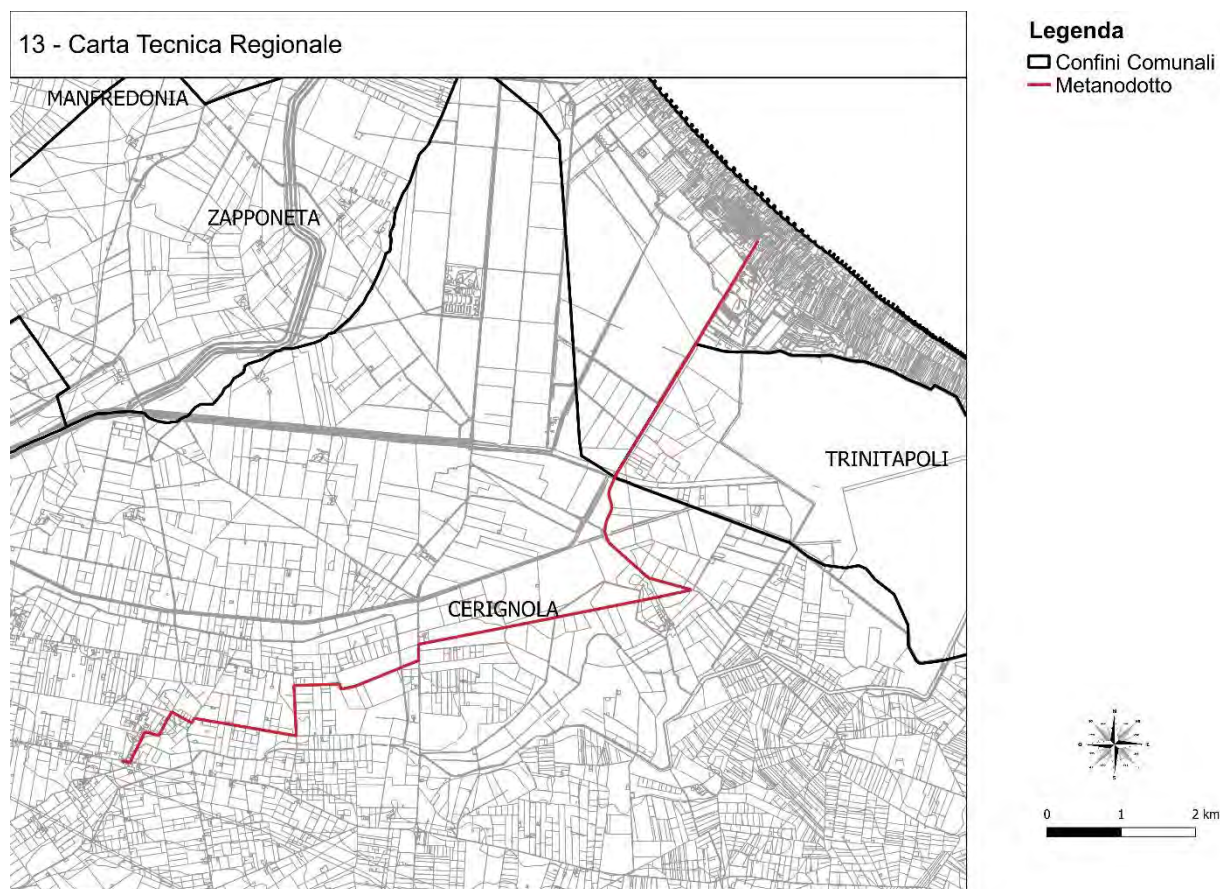 13 - Carta Tecnica Regionale
Legenda
Confini Comunali
Metanodotto
MANFREDONIA
ZAPPONETA
TRINITAPOLI
CERIGNOLA
0 1 2 km